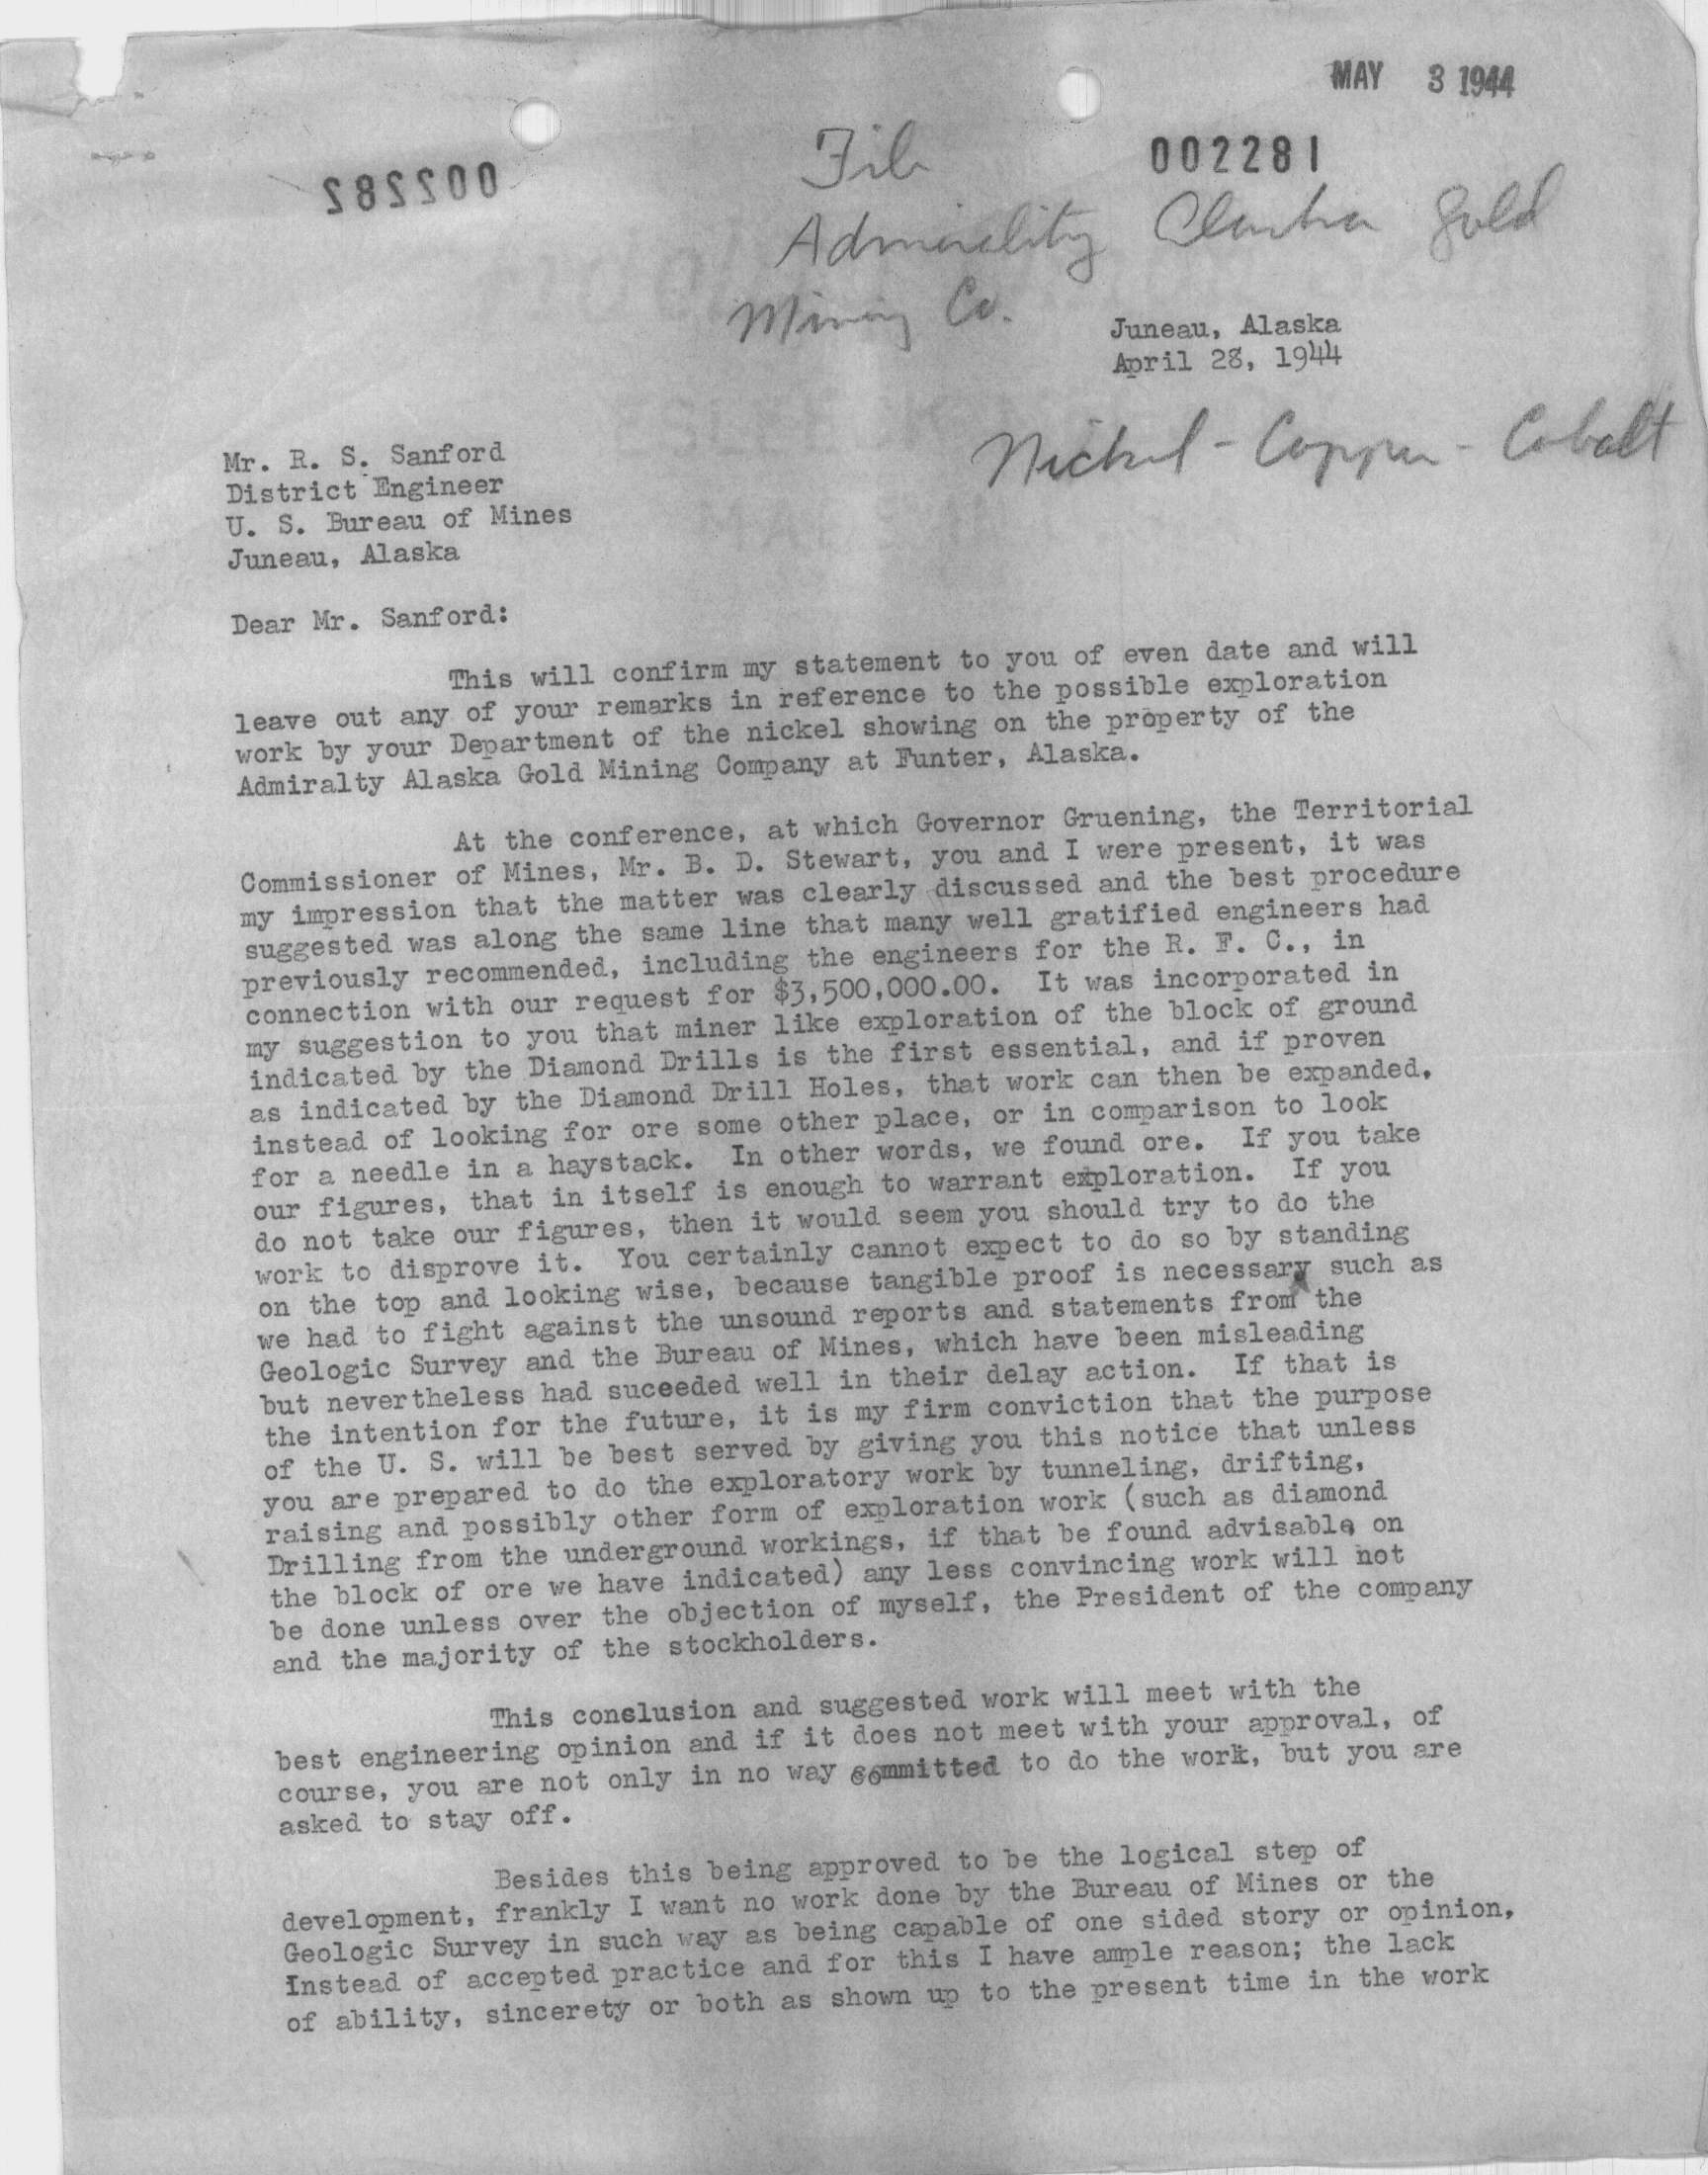 MAY 3 1944
002281
002282
File
Admirality Alaska Gold
Mining Co.
Juneau, Alaska
April 28, 1944
Nickel - Copper - Cobalt
Mr. R. S. Sanford
District Engineer
U. S. Bureau of Mines
Juneau, Alaska
Dear Mr. Sanford:
This will confirm my statement to you of even date and will
leave out any of your remarks in reference to the possible exploration
work by your Department of the nickel showing on the property of the
Admiralty Alaska Gold Mining Company at Funter, Alaska.
At the conference, at which Governor Gruening, the Territorial
Commissioner of Mines, Mr. B. D. Stewart, you and I were present, it was
my impression that the matter was clearly discussed and the best procedure
suggested was along the same line that many well gratified engineers had
previously recommended, including the engineers for the R. F. C., in
connection with our request for $3,500,000.00. It was incorporated in
my suggestion to you that miner like exploration of the block of ground
indicated by the Diamond Drills is the first essential, and if proven
as indicated by the Diamond Drill Holes, that work can then be expanded,
instead of looking for ore some other place, or in comparison to look
for a needle in a haystack. In other words, we found ore. If you take
our figures, that in itself is enough to warrant exploration. If you
do not take our figures, then it would seem you should try to do the
work to disprove it. You certainly cannot expect to do so by standing
on the top and looking wise, because tangible proof is necessary such as
we had to fight against the unsound reports and statements from the
Geologic Survey and the Bureau of Mines, which have been misleading
but nevertheless had suceeded well in their delay action. If that is
the intention for the future, it is my firm conviction that the purpose
of the U. S. will be best served by giving you this notice that unless
you are prepared to do the exploratory work by tunneling, drifting,
raising and possibly other form of exploration work (such as diamond
Drilling from the underground workings, if that be found advisable, on
the block of ore we have indicated) any less convincing work will not
be done unless over the objection of myself, the President of the company
and the majority of the stockholders.
This conslusion and suggested work will meet with the
best engineering opinion and if it does not meet with your approval, of
course, you are not only in no way committed to do the work, but you are
asked to stay off.
Besides this being approved to be the logical step of
development, frankly I want no work done by the Bureau of Mines or the
Geologic Survey in such way as being capable of one sided story or opinion,
Instead of accepted practice and for this I have ample reason; the lack
of ability, sincerety or both as shown up to the present time in the work